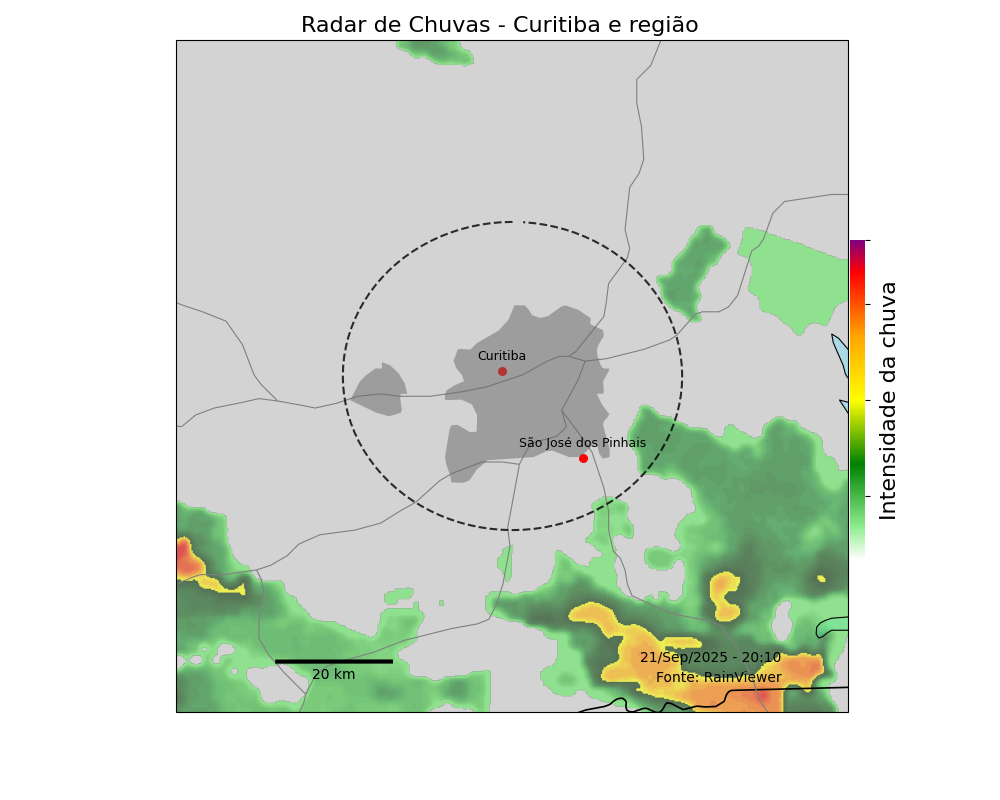 Radar de Chuvas - Curitiba e região
Curitiba
São José dos Pinhais
Intensidade da chuva
21/Sep/2025 - 20:10
Fonte: RainViewer
20 km